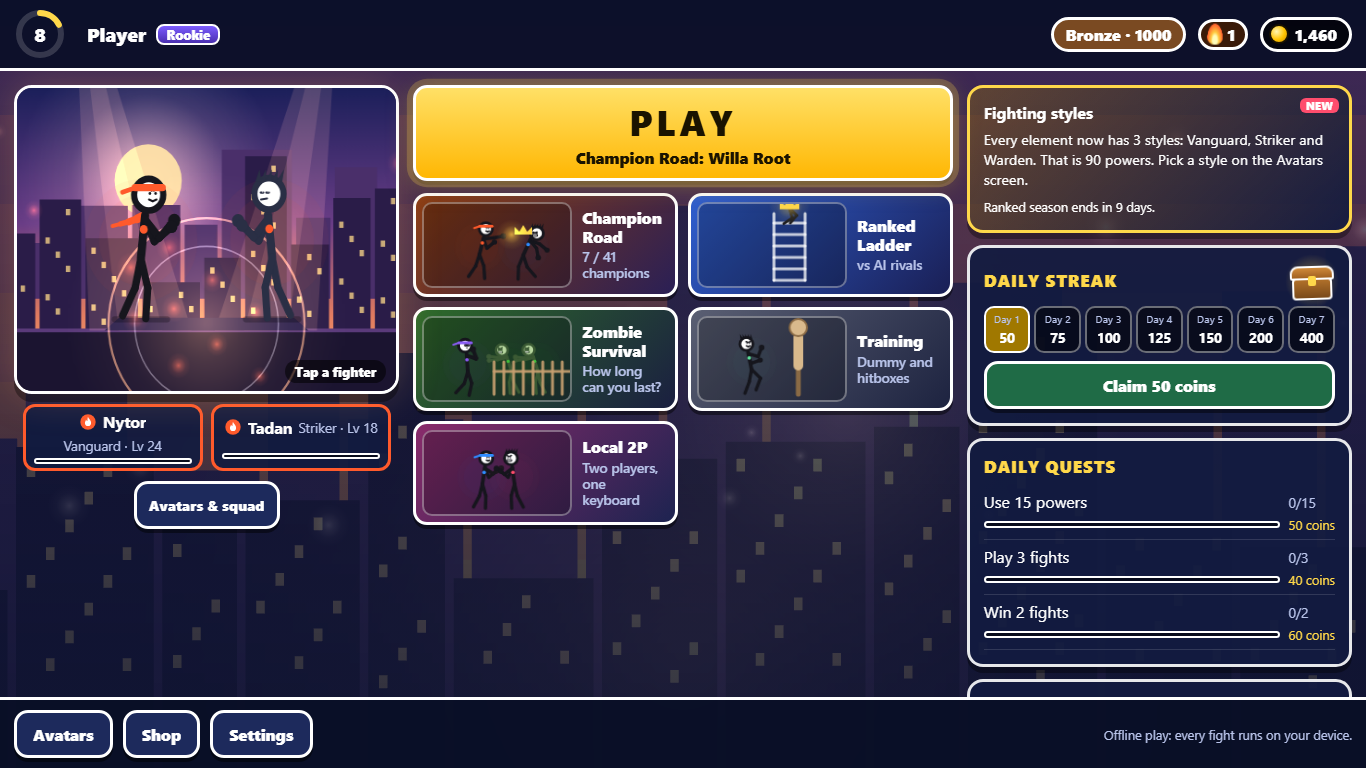 8
Player
Rookie
Bronze · 1000
1
1,460
Tap a fighter
Nytor
Vanguard · Lv 24
Tadan Striker · Lv 18
Avatars & squad
PLAY
Champion Road: Willa Root
Champion
Road
7 / 41
champions
Ranked
Ladder
vs AI rivals
Zombie
Survival
How long
can you last?
Training
Dummy and
hitboxes
Local 2P
Two players,
one
keyboard
NEW
Fighting styles
Every element now has 3 styles: Vanguard, Striker and
Warden. That is 90 powers. Pick a style on the Avatars
screen.
Ranked season ends in 9 days.
DAILY STREAK
Day 1 Day 2 Day 3 Day 4 Day 5 Day 6 Day 7
50 75 100 125 150 200 400
Claim 50 coins
DAILY QUESTS
Use 15 powers 0/15
50 coins
Play 3 fights 0/3
40 coins
Win 2 fights 0/2
60 coins
Avatars
Shop
Settings
Offline play: every fight runs on your device.